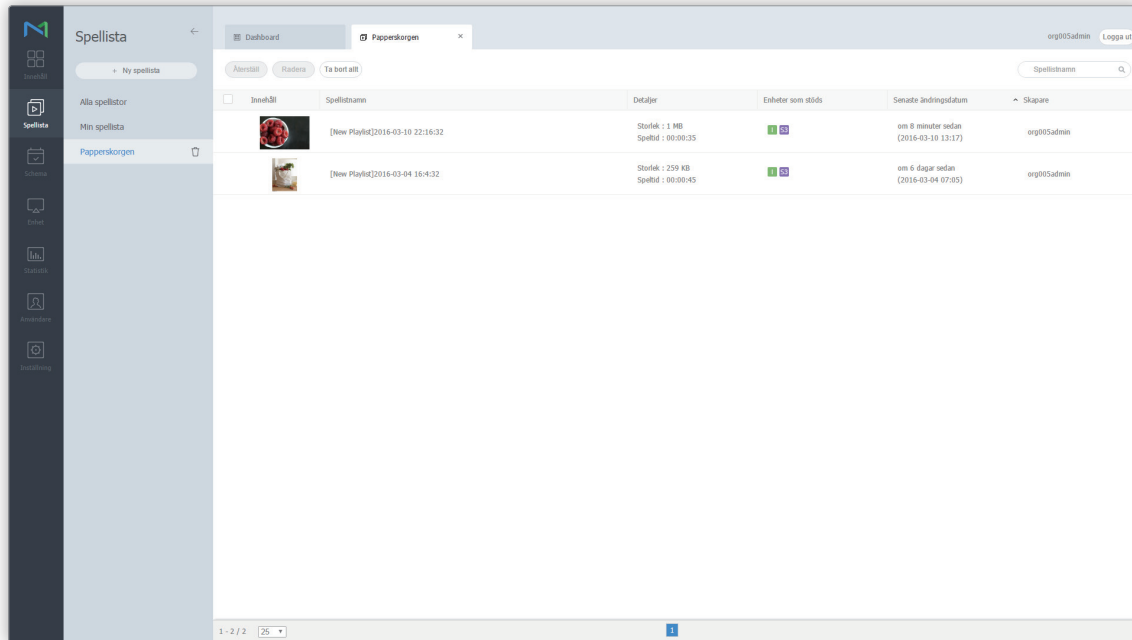 Spellista
←
+ Ny spellista
Alla spellistor
Min spellista
Papperskorgen
Innehåll
Spellista
Schema
Enhet
Statistik
Användare
Inställning
Dashboard
Papperskorgen ×
org005admin Logga ut
Återställ Radera Ta bort allt
Spellistnamn
Innehåll Spellistnamn Detaljer Enheter som stöds Senaste ändringsdatum Skapare
[New Playlist]2016-03-10 22:16:32
Storlek : 1 MB
Speltid : 00:00:35
I S3
om 8 minuter sedan
(2016-03-10 13:17)
org005admin
[New Playlist]2016-03-04 16:4:32
Storlek : 259 KB
Speltid : 00:00:45
I S3
om 6 dagar sedan
(2016-03-04 07:05)
org005admin
1 - 2 / 2 25
1